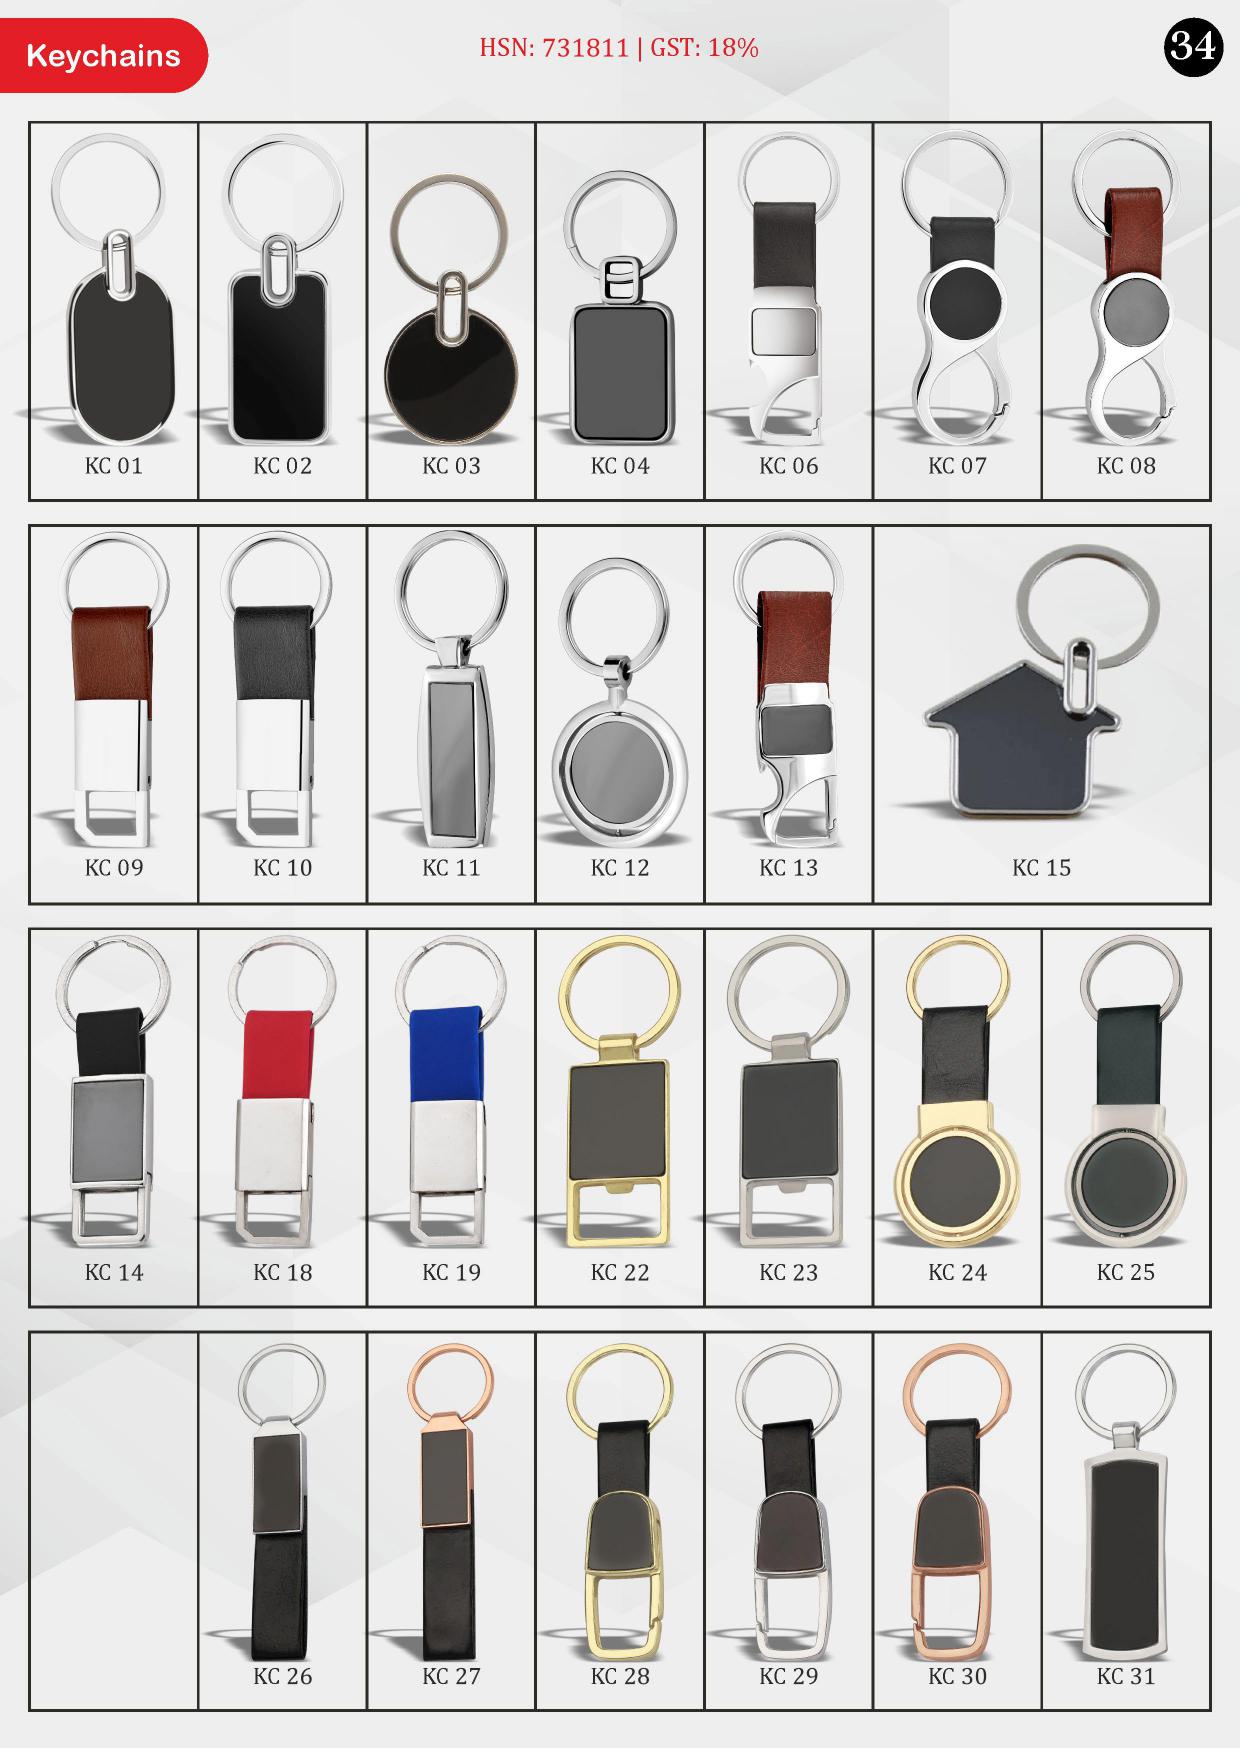 Keychains
HSN: 731811 | GST: 18%
34
KC 01
KC 02
KC 03
KC 04
KC 06
KC 07
KC 08
KC 09
KC 10
KC 11
KC 12
KC 13
KC 15
KC 14
KC 18
KC 19
KC 22
KC 23
KC 24
KC 25
KC 26
KC 27
KC 28
KC 29
KC 30
KC 31